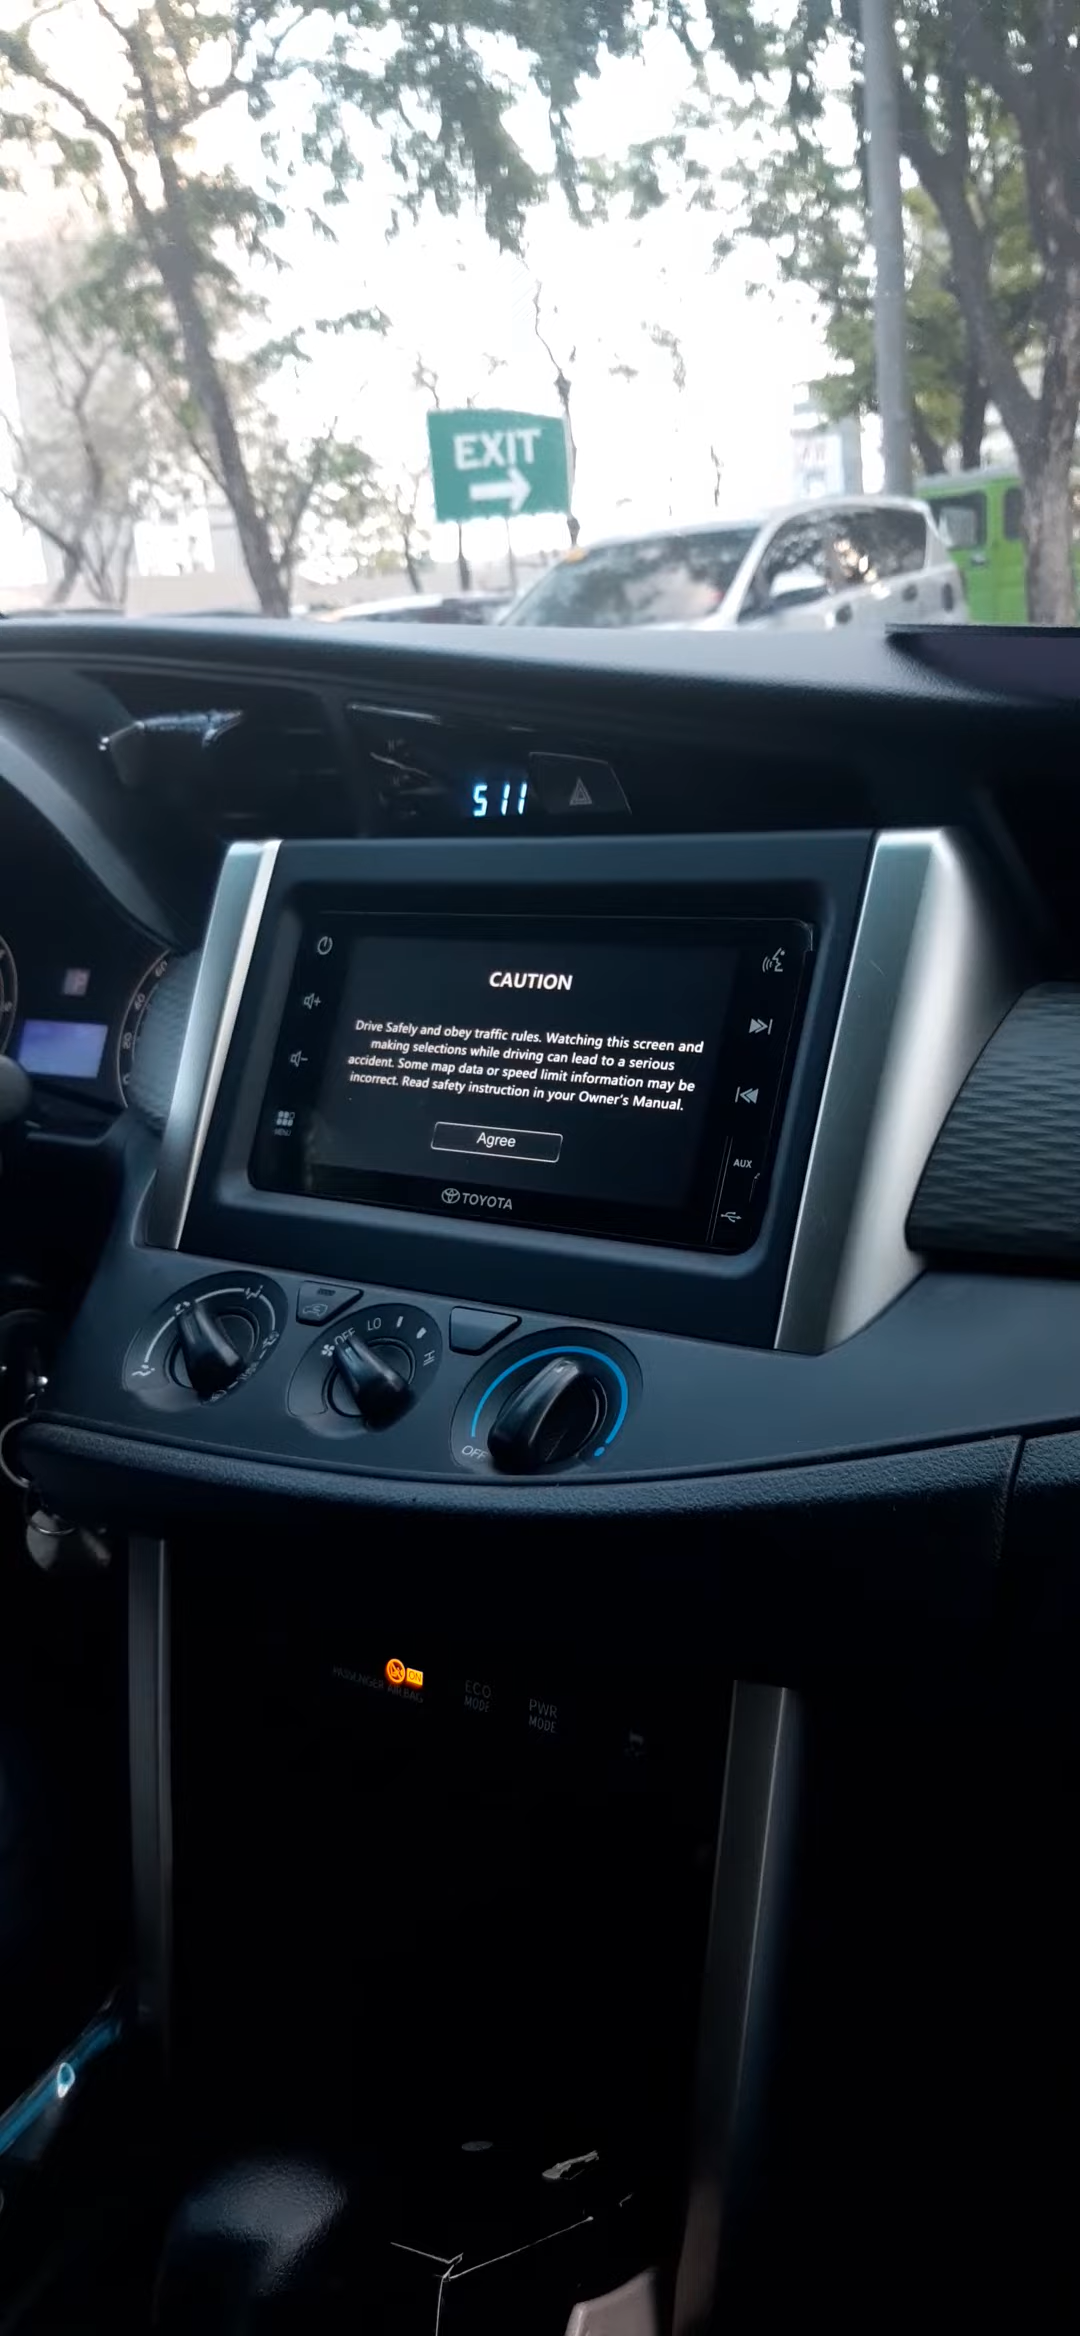 EXIT
5 11
CAUTION
Drive Safely and obey traffic rules. Watching this screen and
making selections while driving can lead to a serious
accident. Some map data or speed limit information may be
incorrect. Read safety instruction in your Owner's Manual.
Agree
MENU
AUX
TOYOTA
OFF
LO
HI
OFF
ON
PASSENGER AIRBAG
ECO
MODE
PWR
MODE